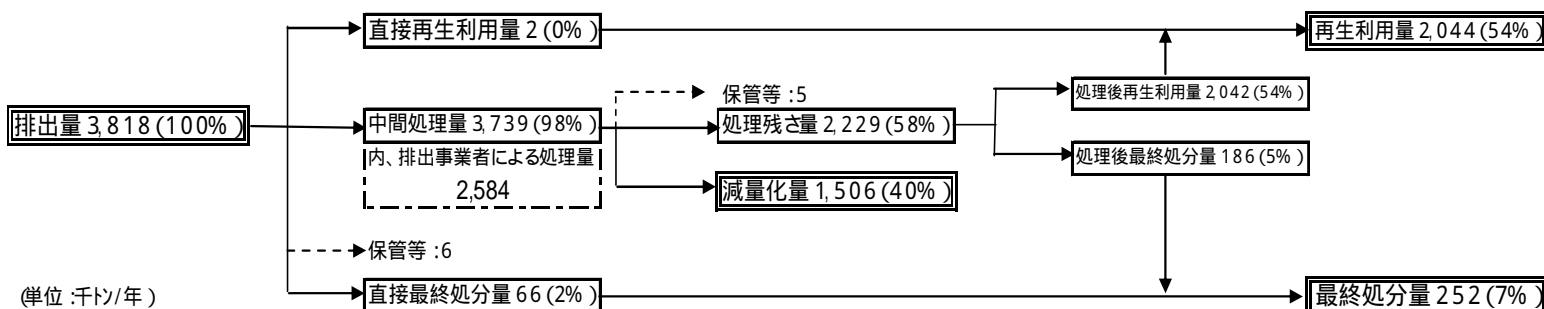 直接再生利用量 2 (0% )
再生利用量 2,044 (54% )
保管等 :5
処理後再生利用量 2,042 (54% )
排出量 3,818 (100% )
中間処理量 3,739 (98% )
処理残さ量 2,229 (58% )
内、排出事業者による処理量
2,584
処理後最終処分量 186 (5% )
減量化量 1,506 (40% )
保管等 :6
(単位 :千トン/年 )
直接最終処分量 66 (2% )
最終処分量 252 (7% )